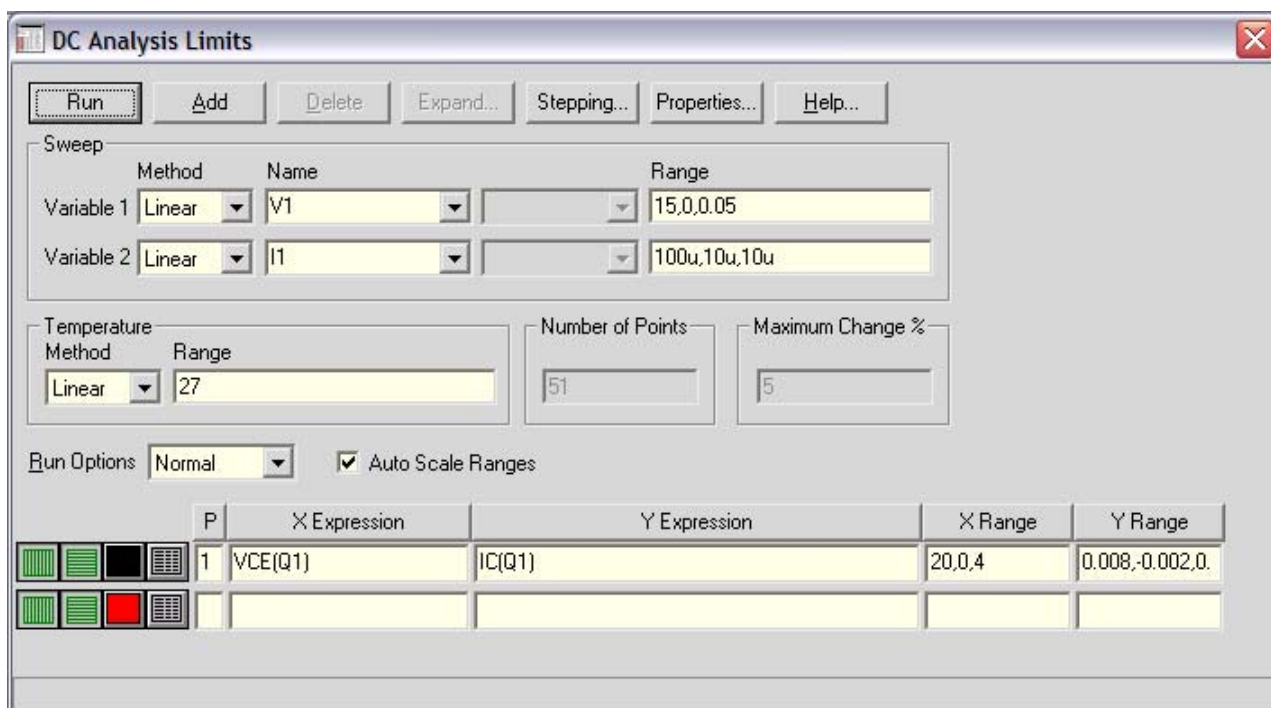 DC Analysis Limits
Run Add Delete Expand... Stepping... Properties... Help...
Sweep
Method Name Range
Variable 1 Linear V1 15,0,0.05
Variable 2 Linear I1 100u,10u,10u
Temperature Number of Points Maximum Change %
Method Range
Linear 27 51 5
Run Options Normal Auto Scale Ranges
P X Expression Y Expression X Range Y Range
1 VCE(Q1) IC(Q1) 20,0,4 0.008,-0.002,0.